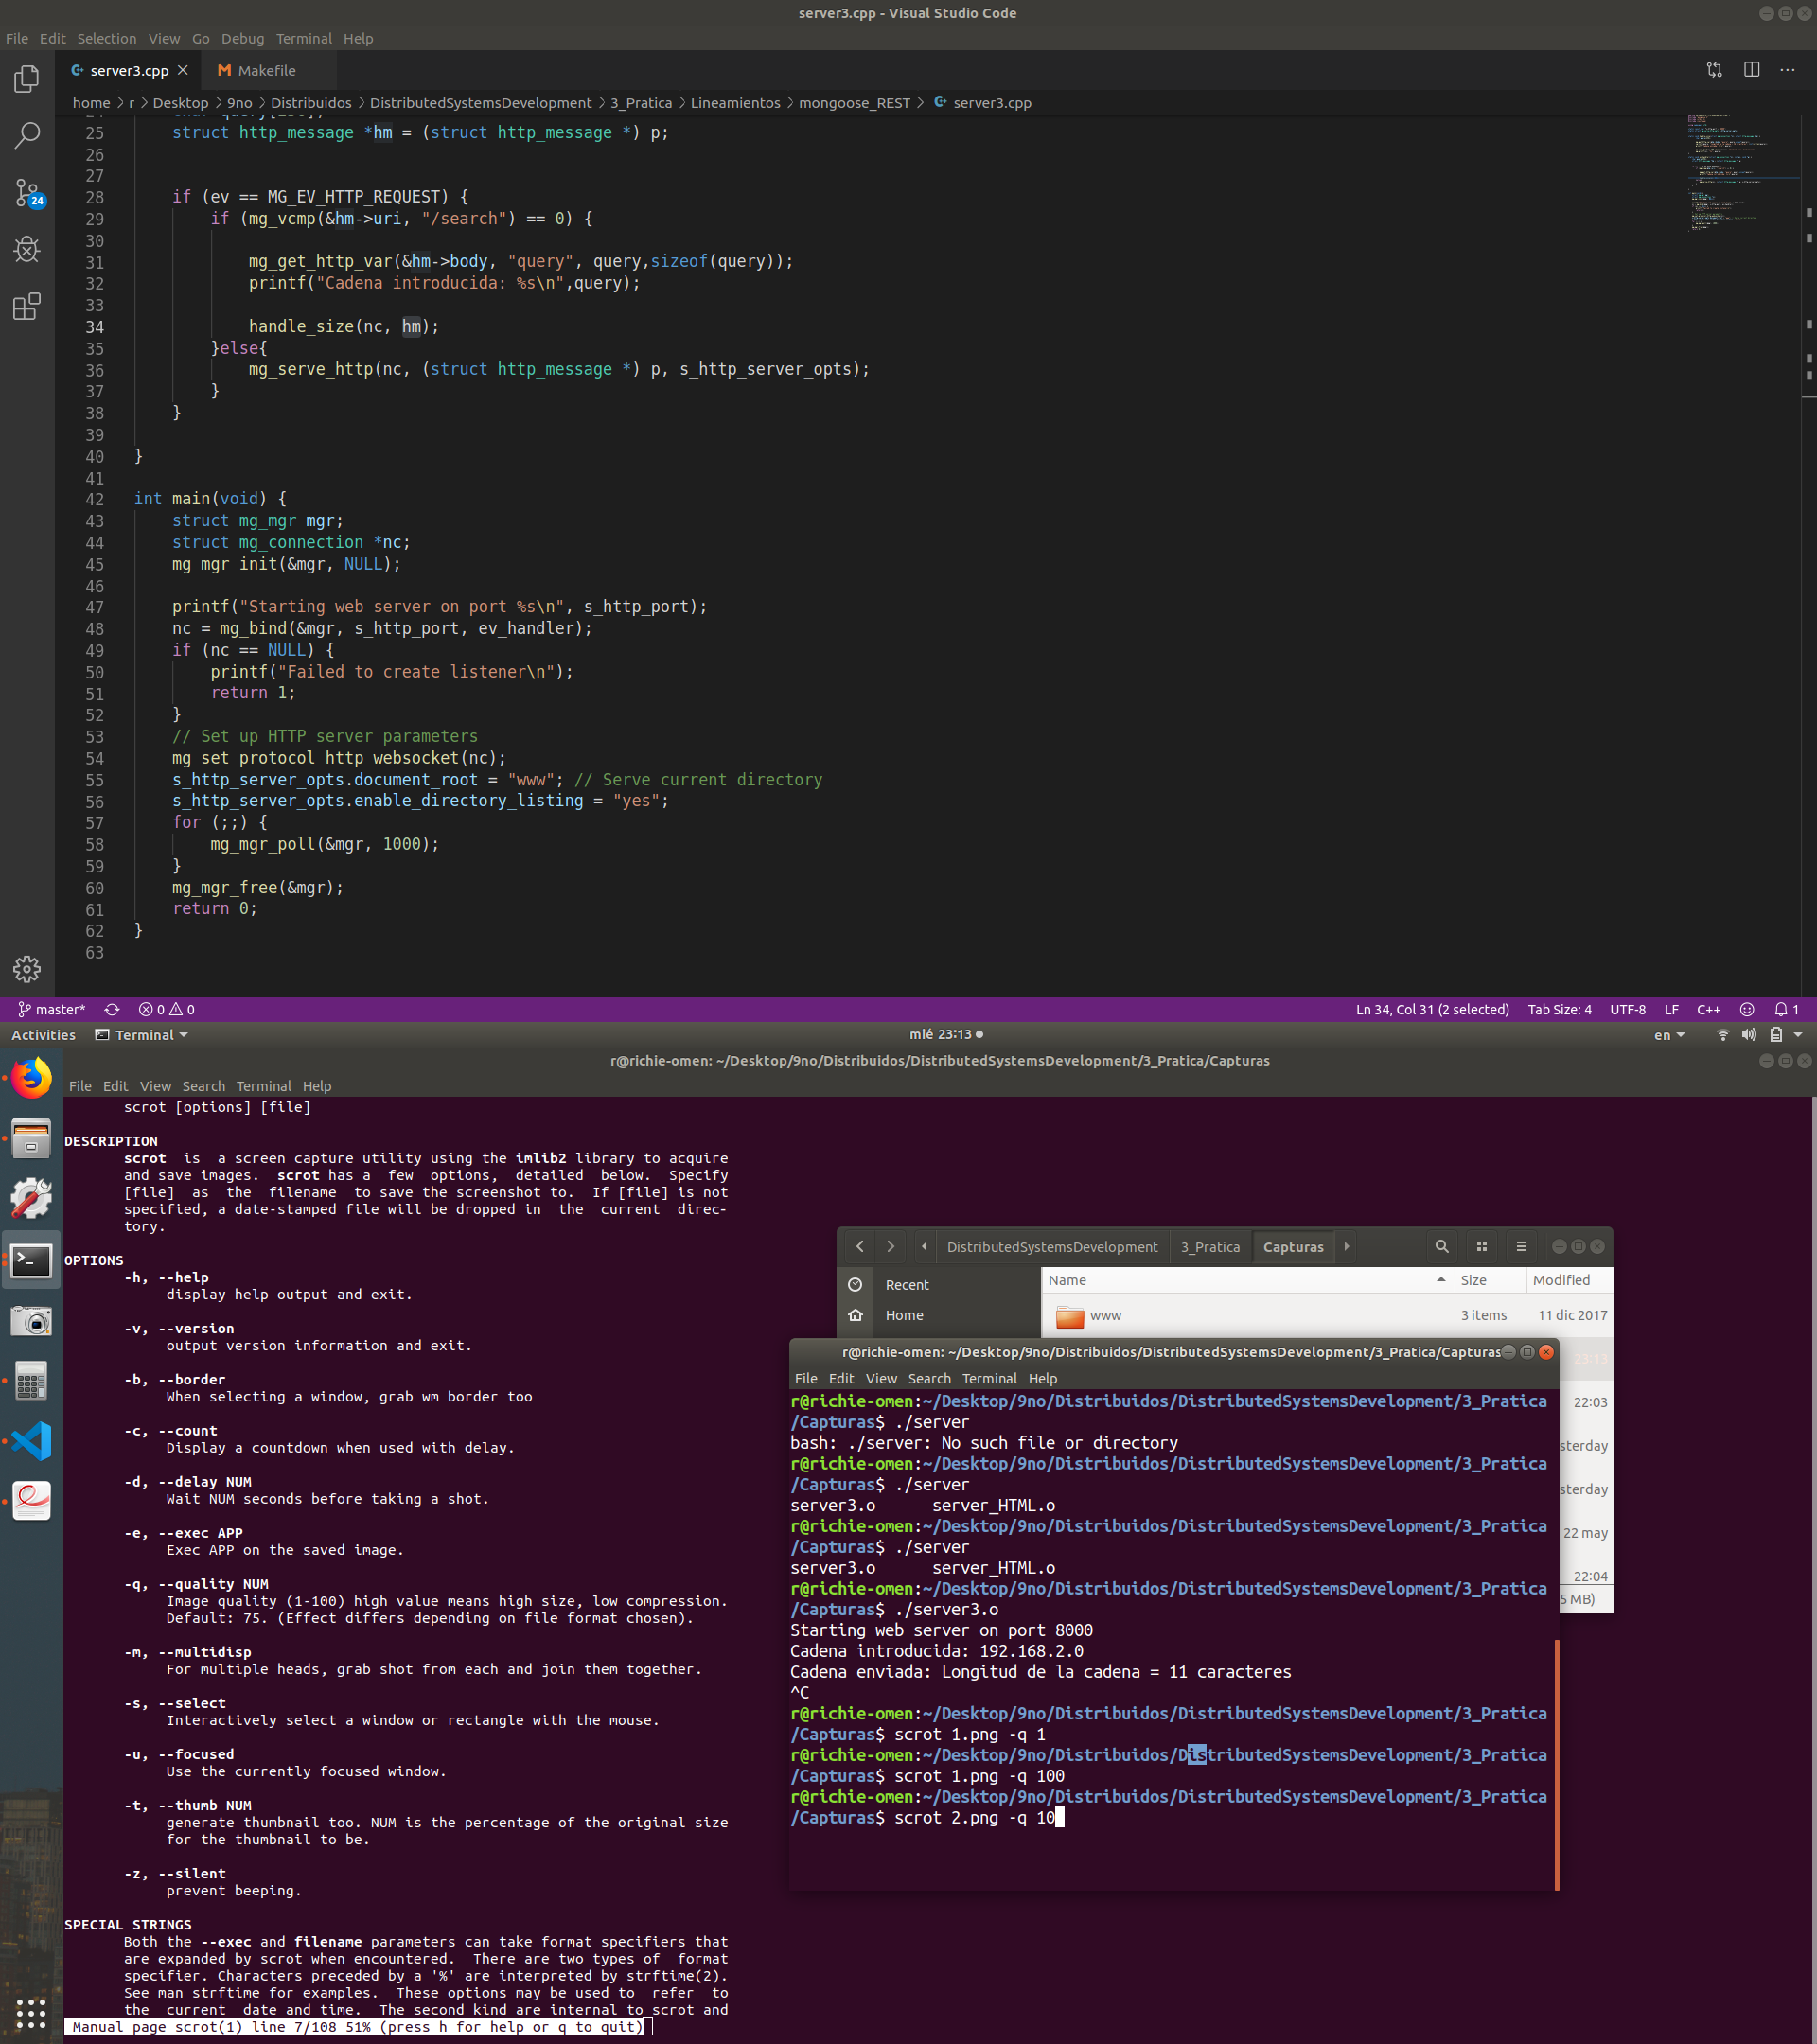 server3.cpp - Visual Studio Code
File Edit Selection View Go Debug Terminal Help
server3.cpp Makefile
home > r > Desktop > 9no > Distribuidos > DistributedSystemsDevelopment > 3_Pratica > Lineamientos > mongoose_REST > server3.cpp
25 struct http_message *hm = (struct http_message *) p;
26
27
28 if (ev == MG_EV_HTTP_REQUEST) {
29 if (mg_vcmp(&hm->uri, "/search") == 0) {
30
31 mg_get_http_var(&hm->body, "query", query,sizeof(query));
32 printf("Cadena introducida: %s\n",query);
33
34 handle_size(nc, hm);
35 }else{
36 mg_serve_http(nc, (struct http_message *) p, s_http_server_opts);
37 }
38 }
39
40 }
41
42 int main(void) {
43 struct mg_mgr mgr;
44 struct mg_connection *nc;
45 mg_mgr_init(&mgr, NULL);
46
47 printf("Starting web server on port %s\n", s_http_port);
48 nc = mg_bind(&mgr, s_http_port, ev_handler);
49 if (nc == NULL) {
50 printf("Failed to create listener\n");
51 return 1;
52 }
53 // Set up HTTP server parameters
54 mg_set_protocol_http_websocket(nc);
55 s_http_server_opts.document_root = "www"; // Serve current directory
56 s_http_server_opts.enable_directory_listing = "yes";
57 for (;;) {
58 mg_mgr_poll(&mgr, 1000);
59 }
60 mg_mgr_free(&mgr);
61 return 0;
62 }
63
24
master* 0 0 Ln 34, Col 31 (2 selected) Tab Size: 4 UTF-8 LF C++ 1
Activities Terminal mié 23:13 en
r@richie-omen: ~/Desktop/9no/Distribuidos/DistributedSystemsDevelopment/3_Pratica/Capturas
File Edit View Search Terminal Help
scrot [options] [file]
DESCRIPTION
scrot is a screen capture utility using the imlib2 library to acquire
and save images. scrot has a few options, detailed below. Specify
[file] as the filename to save the screenshot to. If [file] is not
specified, a date-stamped file will be dropped in the current direc-
tory.
OPTIONS
-h, --help
display help output and exit.
-v, --version
output version information and exit.
-b, --border
When selecting a window, grab wm border too
-c, --count
Display a countdown when used with delay.
-d, --delay NUM
Wait NUM seconds before taking a shot.
-e, --exec APP
Exec APP on the saved image.
-q, --quality NUM
Image quality (1-100) high value means high size, low compression.
Default: 75. (Effect differs depending on file format chosen).
-m, --multidisp
For multiple heads, grab shot from each and join them together.
-s, --select
Interactively select a window or rectangle with the mouse.
-u, --focused
Use the currently focused window.
-t, --thumb NUM
generate thumbnail too. NUM is the percentage of the original size
for the thumbnail to be.
-z, --silent
prevent beeping.
SPECIAL STRINGS
Both the --exec and filename parameters can take format specifiers that
are expanded by scrot when encountered. There are two types of format
specifier. Characters preceded by a '%' are interpreted by strftime(2).
See man strftime for examples. These options may be used to refer to
the current date and time. The second kind are internal to scrot and
Manual page scrot(1) line 7/108 51% (press h for help or q to quit)
DistributedSystemsDevelopment 3_Pratica Capturas
Recent
Home
Name Size Modified
www 3 items 11 dic 2017
23:13
22:03
sterday
sterday
22 may
22:04
5 MB)
r@richie-omen: ~/Desktop/9no/Distribuidos/DistributedSystemsDevelopment/3_Pratica/Capturas
File Edit View Search Terminal Help
r@richie-omen:~/Desktop/9no/Distribuidos/DistributedSystemsDevelopment/3_Pratica
/Capturas$ ./server
bash: ./server: No such file or directory
r@richie-omen:~/Desktop/9no/Distribuidos/DistributedSystemsDevelopment/3_Pratica
/Capturas$ ./server
server3.o server_HTML.o
r@richie-omen:~/Desktop/9no/Distribuidos/DistributedSystemsDevelopment/3_Pratica
/Capturas$ ./server
server3.o server_HTML.o
r@richie-omen:~/Desktop/9no/Distribuidos/DistributedSystemsDevelopment/3_Pratica
/Capturas$ ./server3.o
Starting web server on port 8000
Cadena introducida: 192.168.2.0
Cadena enviada: Longitud de la cadena = 11 caracteres
^C
r@richie-omen:~/Desktop/9no/Distribuidos/DistributedSystemsDevelopment/3_Pratica
/Capturas$ scrot 1.png -q 1
r@richie-omen:~/Desktop/9no/Distribuidos/DistributedSystemsDevelopment/3_Pratica
/Capturas$ scrot 1.png -q 100
r@richie-omen:~/Desktop/9no/Distribuidos/DistributedSystemsDevelopment/3_Pratica
/Capturas$ scrot 2.png -q 10